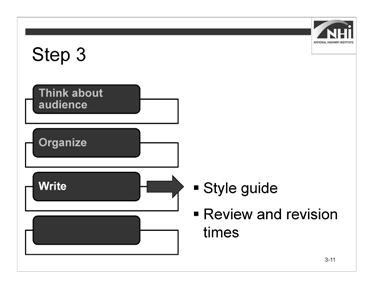 NHI
NATIONAL HIGHWAY INSTITUTE
Step 3
Think about
audience
Organize
Write
▪ Style guide
▪ Review and revision
times
3-11